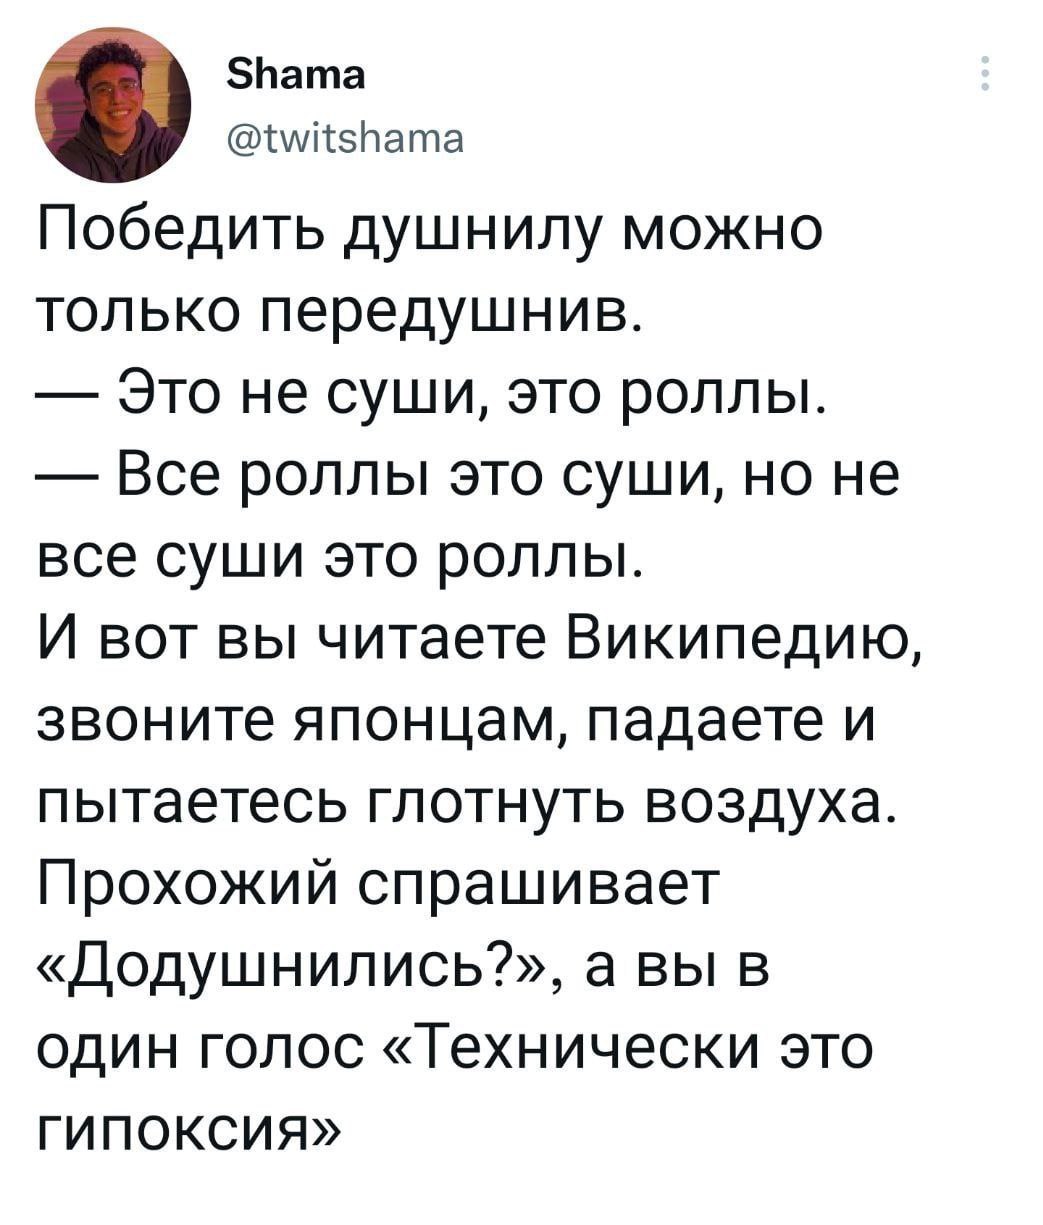 Shama
@twitshama
Победить душнилу можно
только передушнив.
— Это не суши, это роллы.
— Все роллы это суши, но не
все суши это роллы.
И вот вы читаете Википедию,
звоните японцам, падаете и
пытаетесь глотнуть воздуха.
Прохожий спрашивает
«Додушнились?», а вы в
один голос «Технически это
гипоксия»